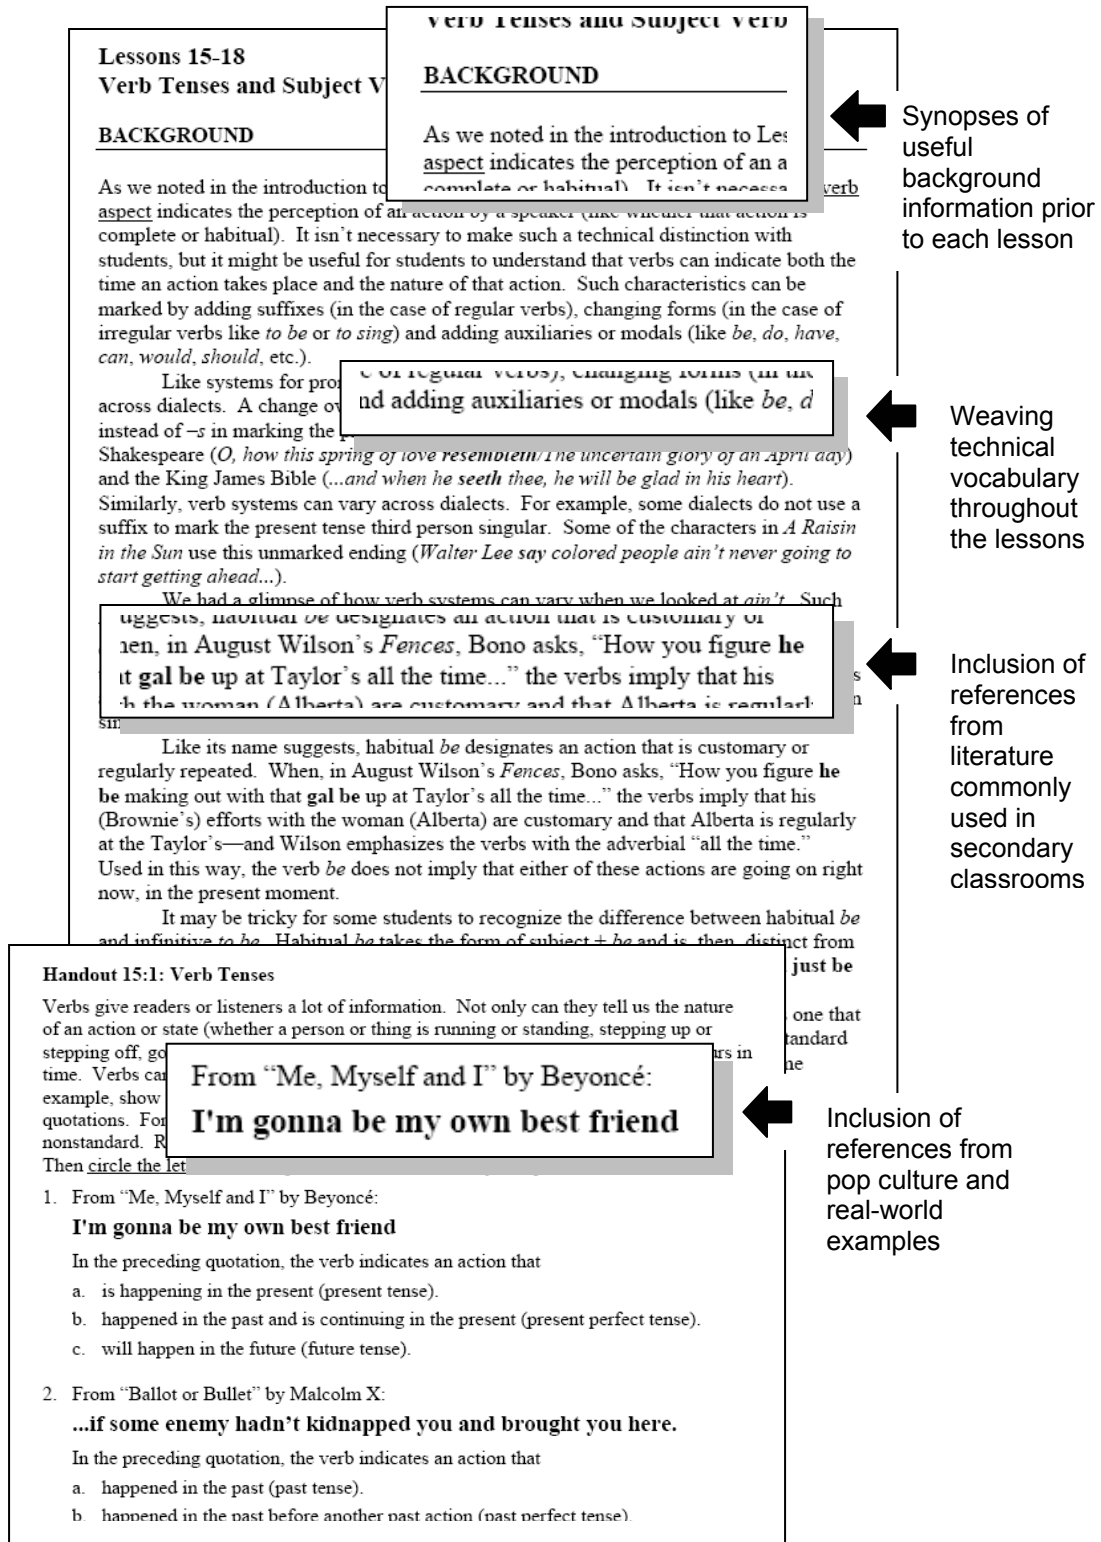 Lessons 15-18
Verb Tenses and Subject V
BACKGROUND
As we noted in the introduction to verb
aspect indicates the perception of an action by a speaker (like whether that action is
complete or habitual). It isn't necessary to make such a technical distinction with
students, but it might be useful for students to understand that verbs can indicate both the
time an action takes place and the nature of that action. Such characteristics can be
marked by adding suffixes (in the case of regular verbs), changing forms (in the case of
irregular verbs like to be or to sing) and adding auxiliaries or modals (like be, do, have,
can, would, should, etc.).
Like systems for pro
across dialects. A change ov
instead of –s in marking the
Shakespeare (O, how this spring of love resembleth/The uncertain glory of an April day)
and the King James Bible (...and when he seeth thee, he will be glad in his heart).
Similarly, verb systems can vary across dialects. For example, some dialects do not use a
suffix to mark the present tense third person singular. Some of the characters in A Raisin
in the Sun use this unmarked ending (Walter Lee say colored people ain't never going to
start getting ahead...).
We had a glimpse of how verb systems can vary when we looked at ain't. Such
Like its name suggests, habitual be designates an action that is customary or
regularly repeated. When, in August Wilson's Fences, Bono asks, "How you figure he
be making out with that gal be up at Taylor's all the time..." the verbs imply that his
(Brownie's) efforts with the woman (Alberta) are customary and that Alberta is regularly
at the Taylor's—and Wilson emphasizes the verbs with the adverbial "all the time."
Used in this way, the verb be does not imply that either of these actions are going on right
now, in the present moment.
It may be tricky for some students to recognize the difference between habitual be
and infinitive to be. Habitual be takes the form of subject + be and is, then, distinct from
just be
one that
tandard
Verb Tenses and Subject Verb
BACKGROUND
As we noted in the introduction to Les
aspect indicates the perception of an a
complete or habitual). It isn't necessa
Synopses of
useful
background
information prior
to each lesson
e of regular verbs), changing forms (in the
nd adding auxiliaries or modals (like be, d
Weaving
technical
vocabulary
throughout
the lessons
suggests, habitual be designates an action that is customary or
hen, in August Wilson's Fences, Bono asks, "How you figure he
at gal be up at Taylor's all the time..." the verbs imply that his
th the woman (Alberta) are customary and that Alberta is regularl
Inclusion of
references
from
literature
commonly
used in
secondary
classrooms
Handout 15:1: Verb Tenses
Verbs give readers or listeners a lot of information. Not only can they tell us the nature
of an action or state (whether a person or thing is running or standing, stepping up or
stepping off, go urs in
time. Verbs can
example, show
quotations. For
nonstandard. R
Then circle the let
From "Me, Myself and I" by Beyoncé:
I'm gonna be my own best friend
Inclusion of
references from
pop culture and
real-world
examples
1. From "Me, Myself and I" by Beyoncé:
I'm gonna be my own best friend
In the preceding quotation, the verb indicates an action that
a. is happening in the present (present tense).
b. happened in the past and is continuing in the present (present perfect tense).
c. will happen in the future (future tense).
2. From "Ballot or Bullet" by Malcolm X:
...if some enemy hadn't kidnapped you and brought you here.
In the preceding quotation, the verb indicates an action that
a. happened in the past (past tense).
b. happened in the past before another past action (past perfect tense).